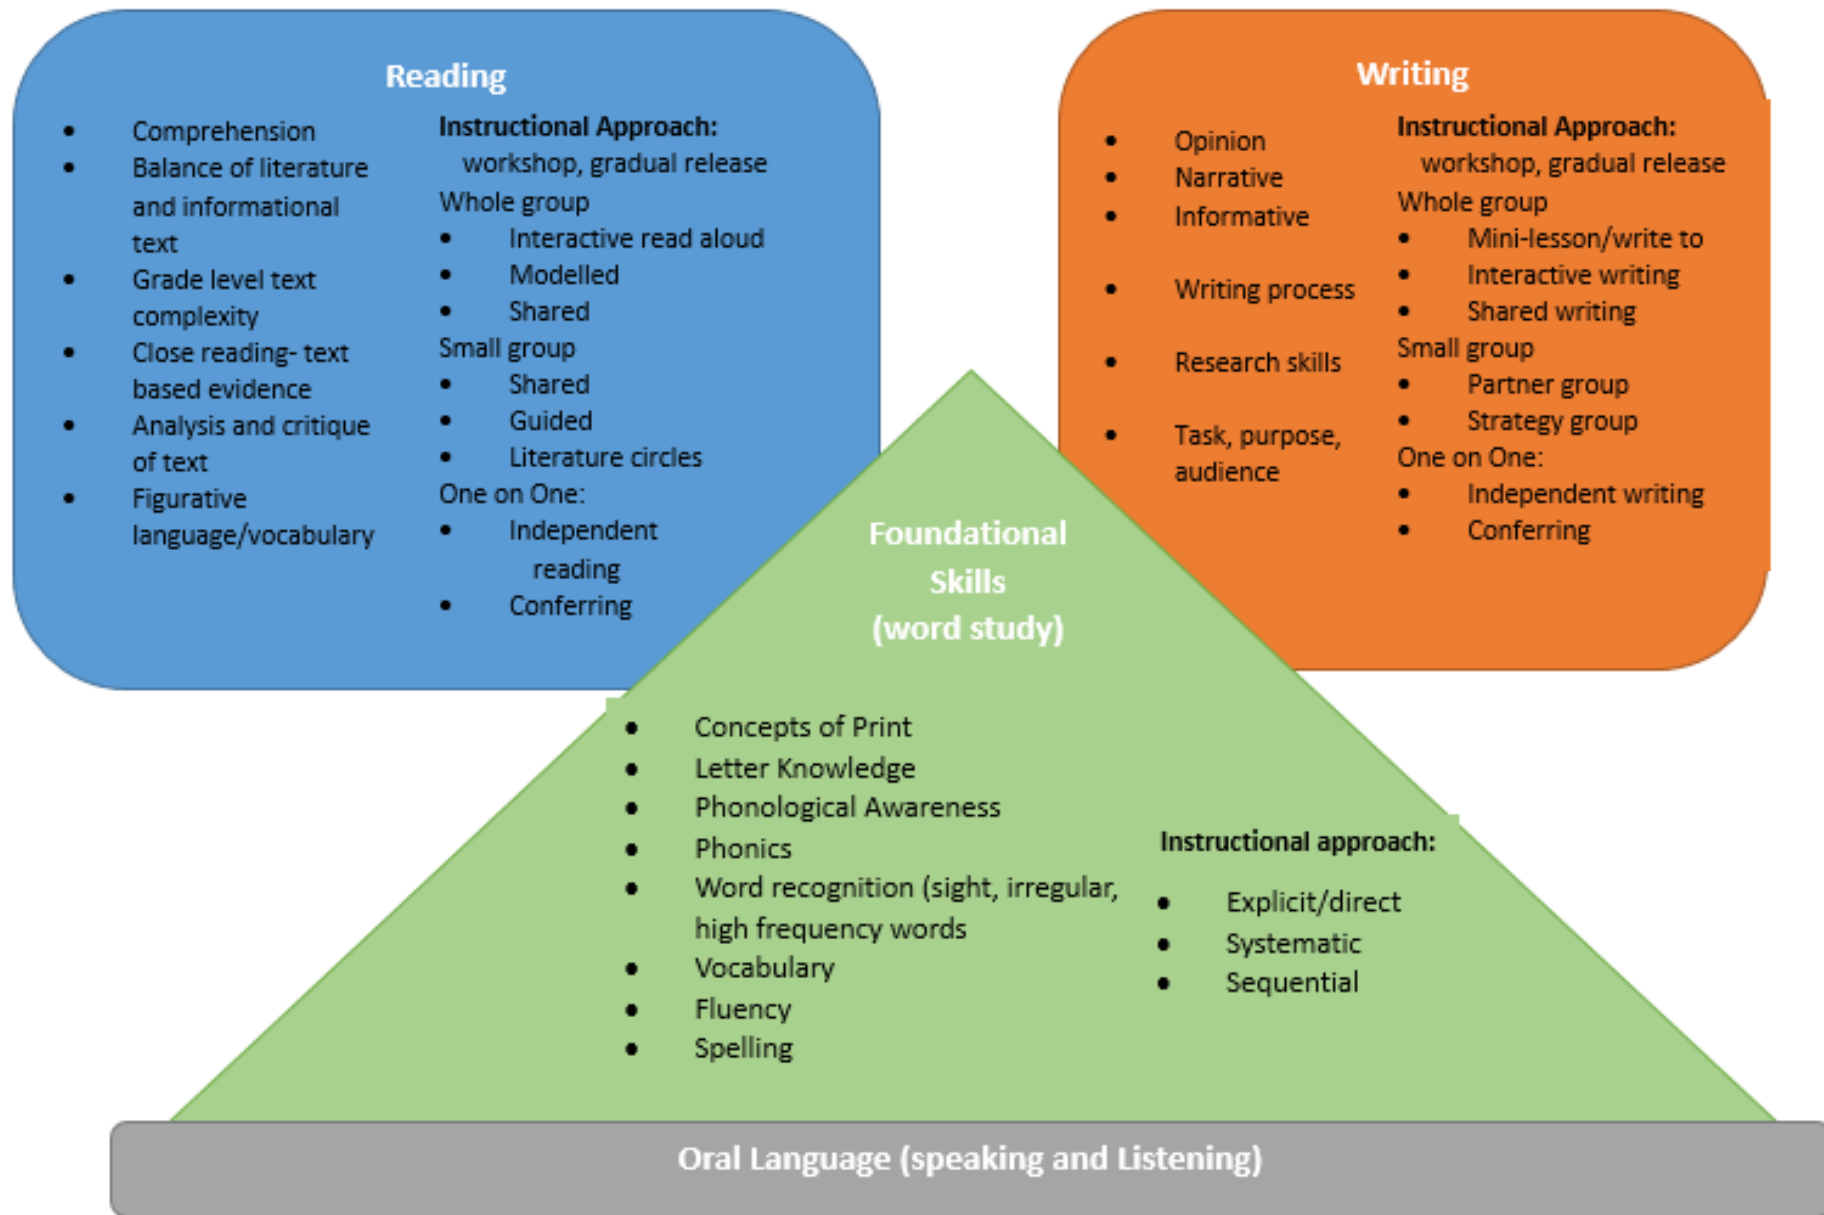 Reading
• Comprehension
• Balance of literature
and informational
text
• Grade level text
complexity
• Close reading- text
based evidence
• Analysis and critique
of text
• Figurative
language/vocabulary
Instructional Approach:
workshop, gradual release
Whole group
• Interactive read aloud
• Modelled
• Shared
Small group
• Shared
• Guided
• Literature circles
One on One:
• Independent
reading
• Conferring
Writing
• Opinion
• Narrative
• Informative
• Writing process
• Research skills
• Task, purpose,
audience
Instructional Approach:
workshop, gradual release
Whole group
• Mini-lesson/write to
• Interactive writing
• Shared writing
Small group
• Partner group
• Strategy group
One on One:
• Independent writing
• Conferring
Foundational
Skills
(word study)
• Concepts of Print
• Letter Knowledge
• Phonological Awareness
• Phonics
• Word recognition (sight, irregular,
high frequency words
• Vocabulary
• Fluency
• Spelling
Instructional approach:
• Explicit/direct
• Systematic
• Sequential
Oral Language (speaking and Listening)